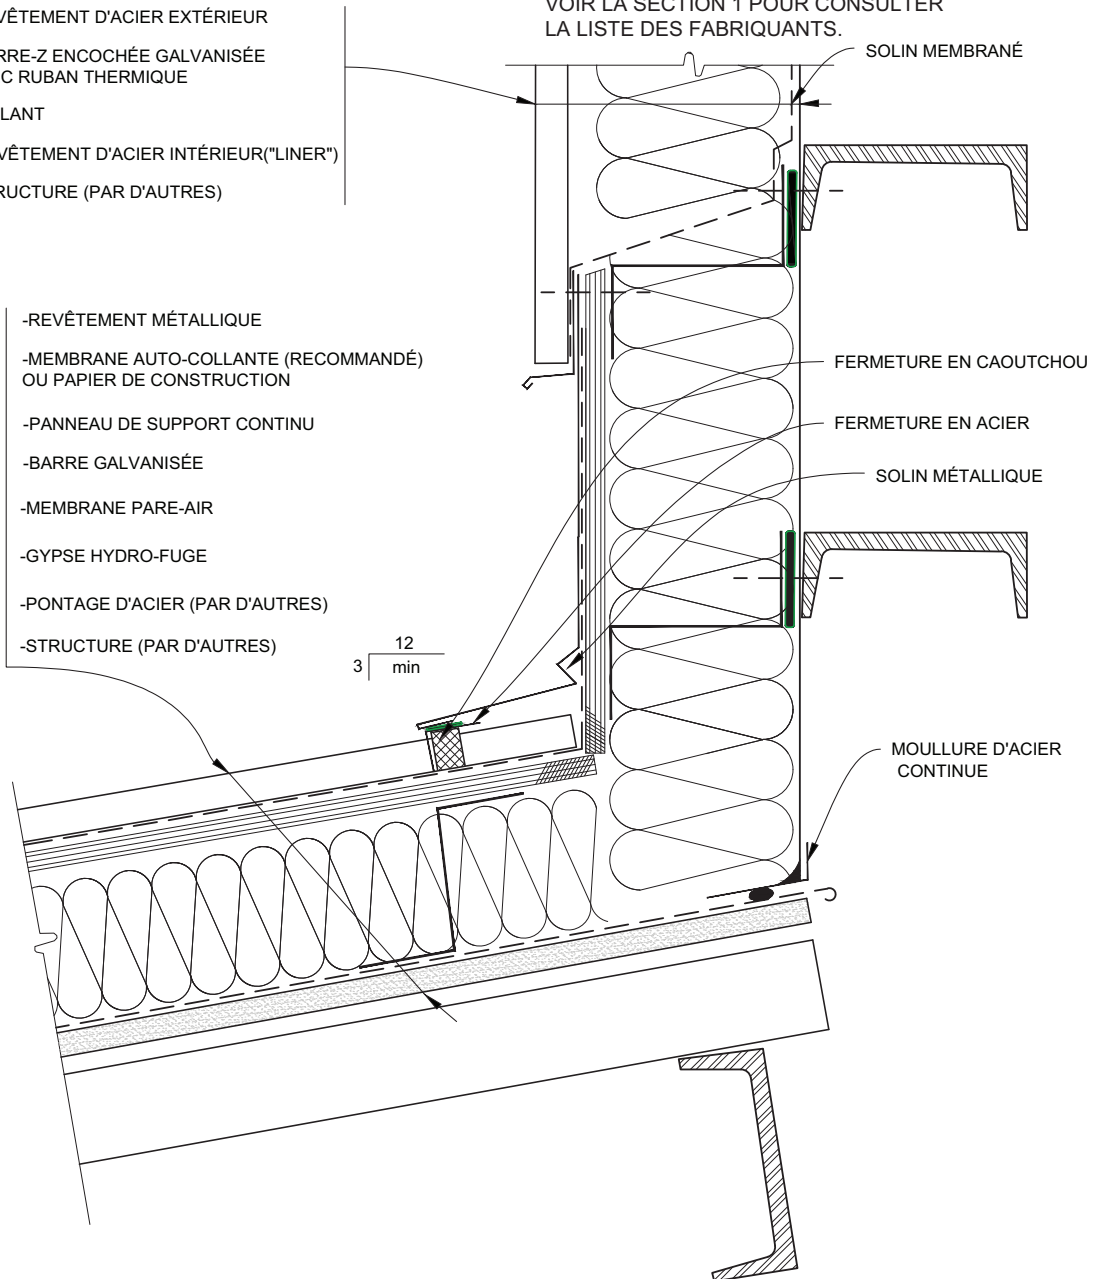 VOIR LA SECTION 1 POUR CONSULTER
LA LISTE DES FABRIQUANTS.
VÊTEMENT D'ACIER EXTÉRIEUR
RRE-Z ENCOCHÉE GALVANISÉE
C RUBAN THERMIQUE
LANT
VÊTEMENT D'ACIER INTÉRIEUR("LINER")
RUCTURE (PAR D'AUTRES)
SOLIN MEMBRANÉ
-REVÊTEMENT MÉTALLIQUE
-MEMBRANE AUTO-COLLANTE (RECOMMANDÉ)
OU PAPIER DE CONSTRUCTION
-PANNEAU DE SUPPORT CONTINU
-BARRE GALVANISÉE
-MEMBRANE PARE-AIR
-GYPSE HYDRO-FUGE
-PONTAGE D'ACIER (PAR D'AUTRES)
-STRUCTURE (PAR D'AUTRES)
12
3 min
FERMETURE EN CAOUTCHOU
FERMETURE EN ACIER
SOLIN MÉTALLIQUE
MOULLURE D'ACIER
CONTINUE